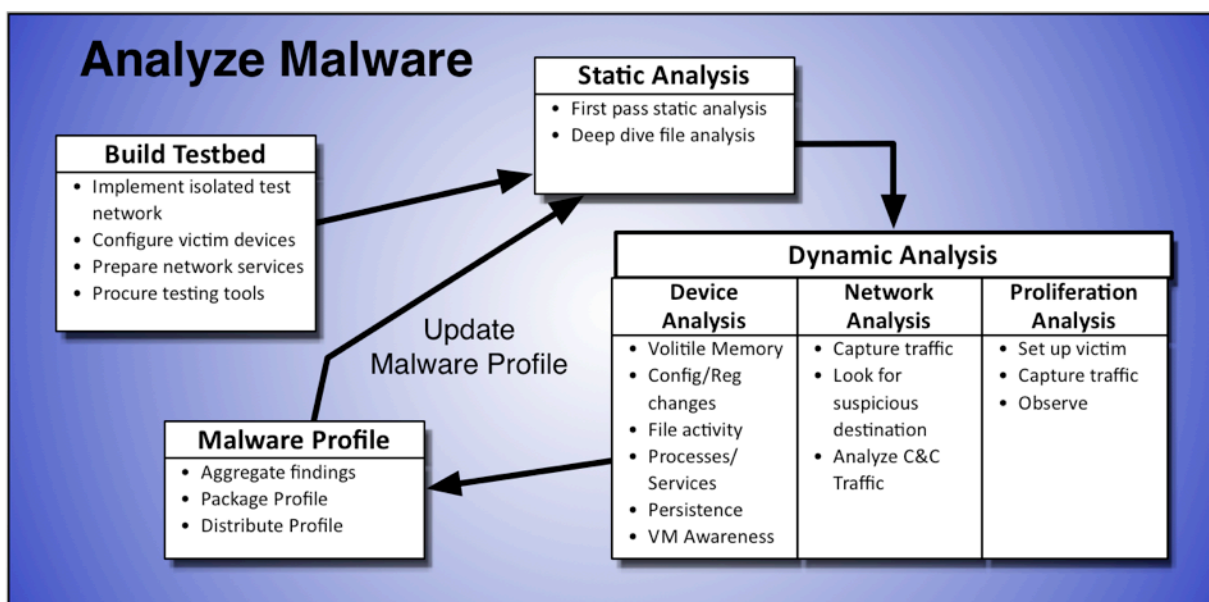 Analyze Malware
Build Testbed
• Implement isolated test
network
• Configure victim devices
• Prepare network services
• Procure testing tools
Static Analysis
• First pass static analysis
• Deep dive file analysis
Dynamic Analysis
Device
Analysis
• Volitile Memory
• Config/Reg
changes
• File activity
• Processes/
Services
• Persistence
• VM Awareness
Network
Analysis
• Capture traffic
• Look for
suspicious
destination
• Analyze C&C
Traffic
Proliferation
Analysis
• Set up victim
• Capture traffic
• Observe
Malware Profile
• Aggregate findings
• Package Profile
• Distribute Profile
Update
Malware Profile